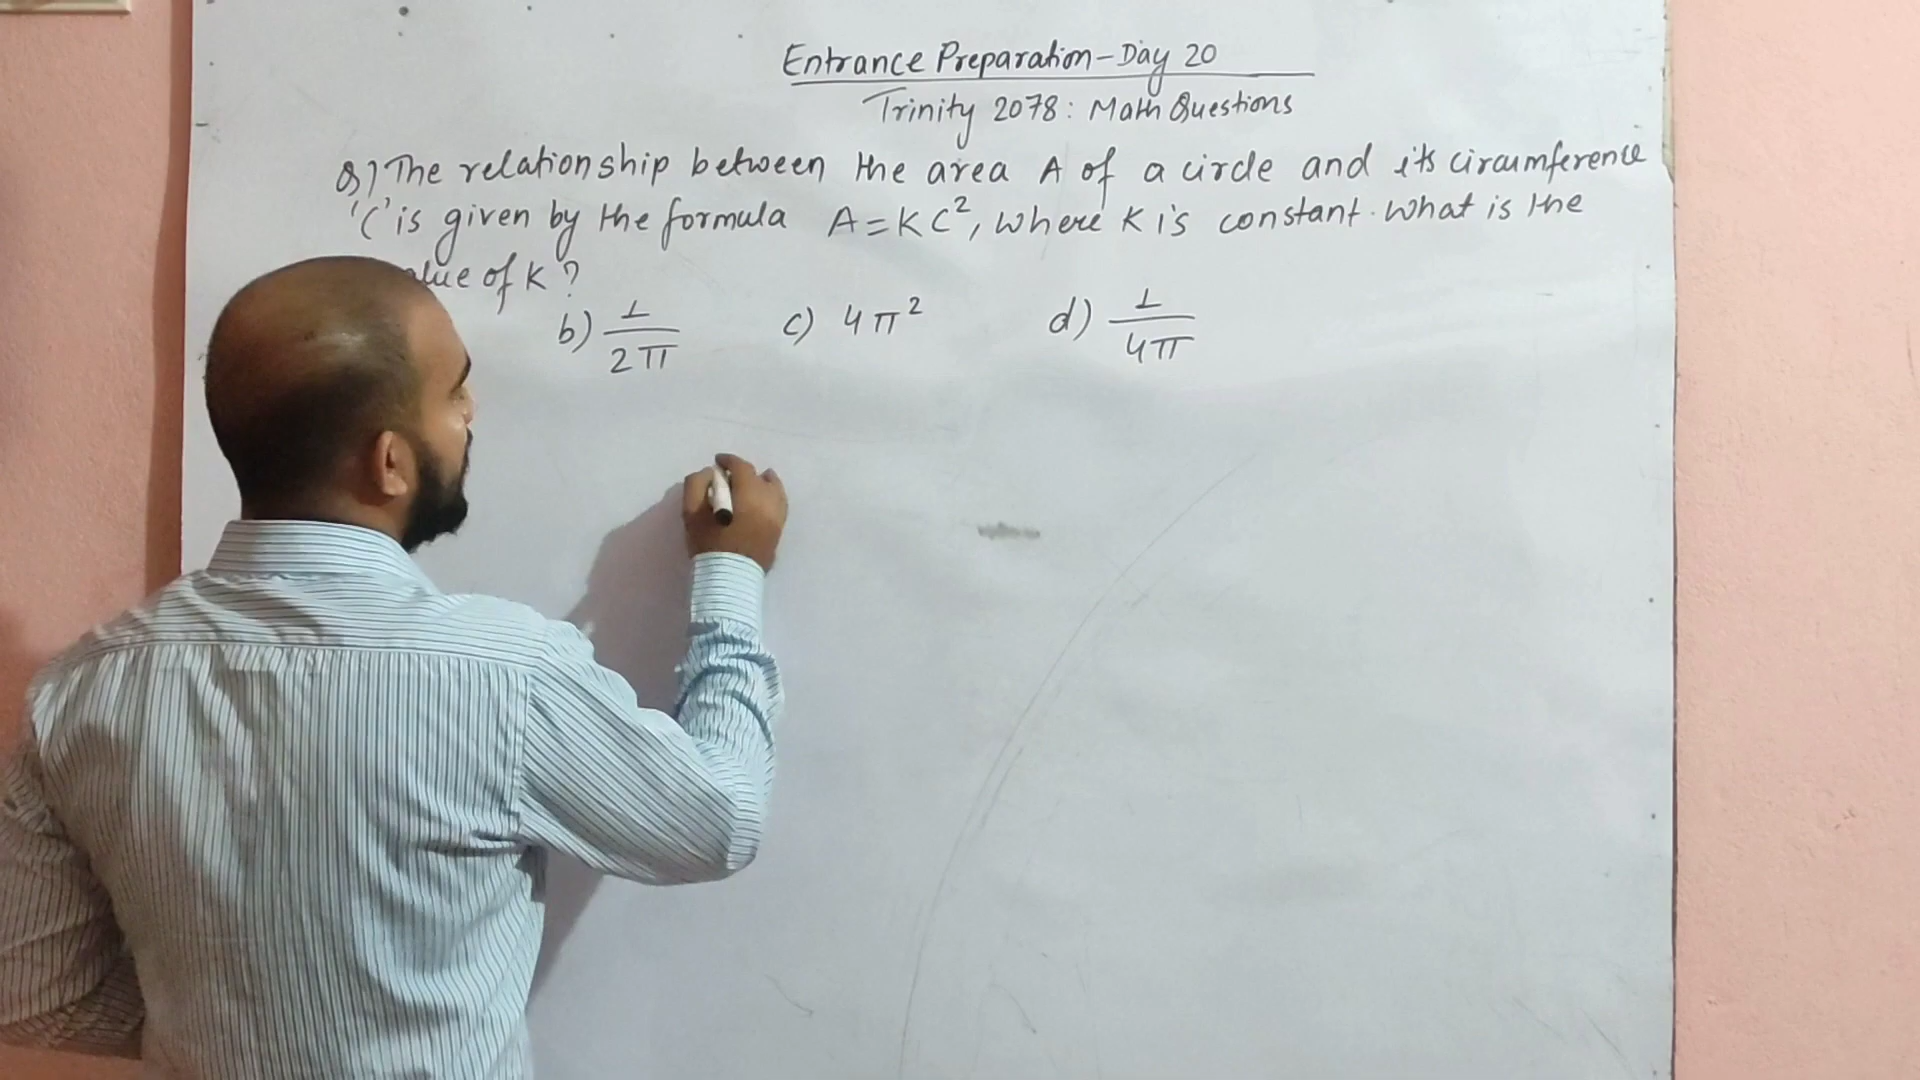 Entrance Preparation-Day 20
Trinity 2078: Math Questions
Q) The relationship between the area A of a circle and its circumference
'C' is given by the formula A=KC², where K is constant. What is the
of K?
b) 1/2π c) 4π² d) 1/4π